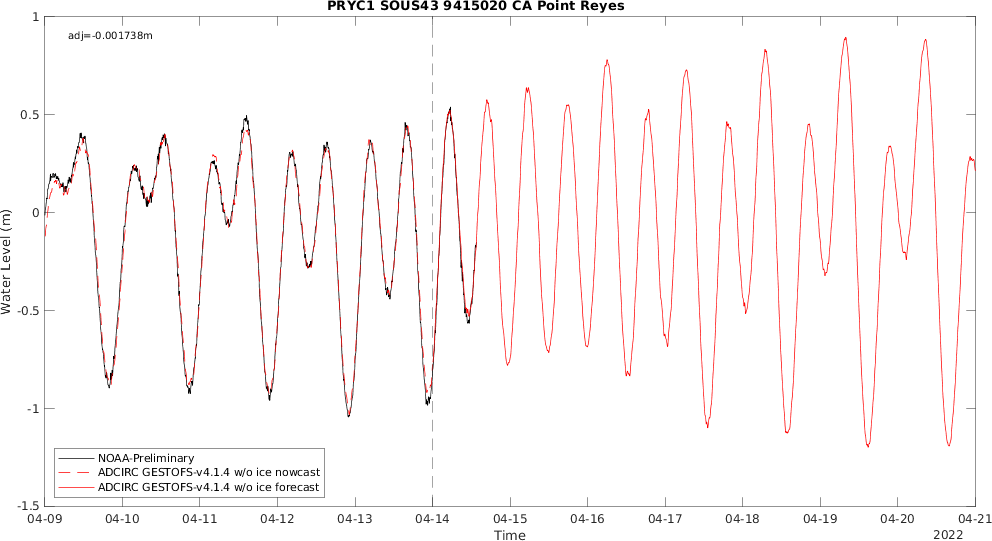 PRYC1 SOUS43 9415020 CA Point Reyes
adj=-0.001738m
1
0.5
0
-0.5
-1
-1.5
Water Level (m)
NOAA-Preliminary
ADCIRC GESTOFS-v4.1.4 w/o ice nowcast
ADCIRC GESTOFS-v4.1.4 w/o ice forecast
04-09 04-10 04-11 04-12 04-13 04-14 04-15 04-16 04-17 04-18 04-19 04-20 04-21
Time
2022